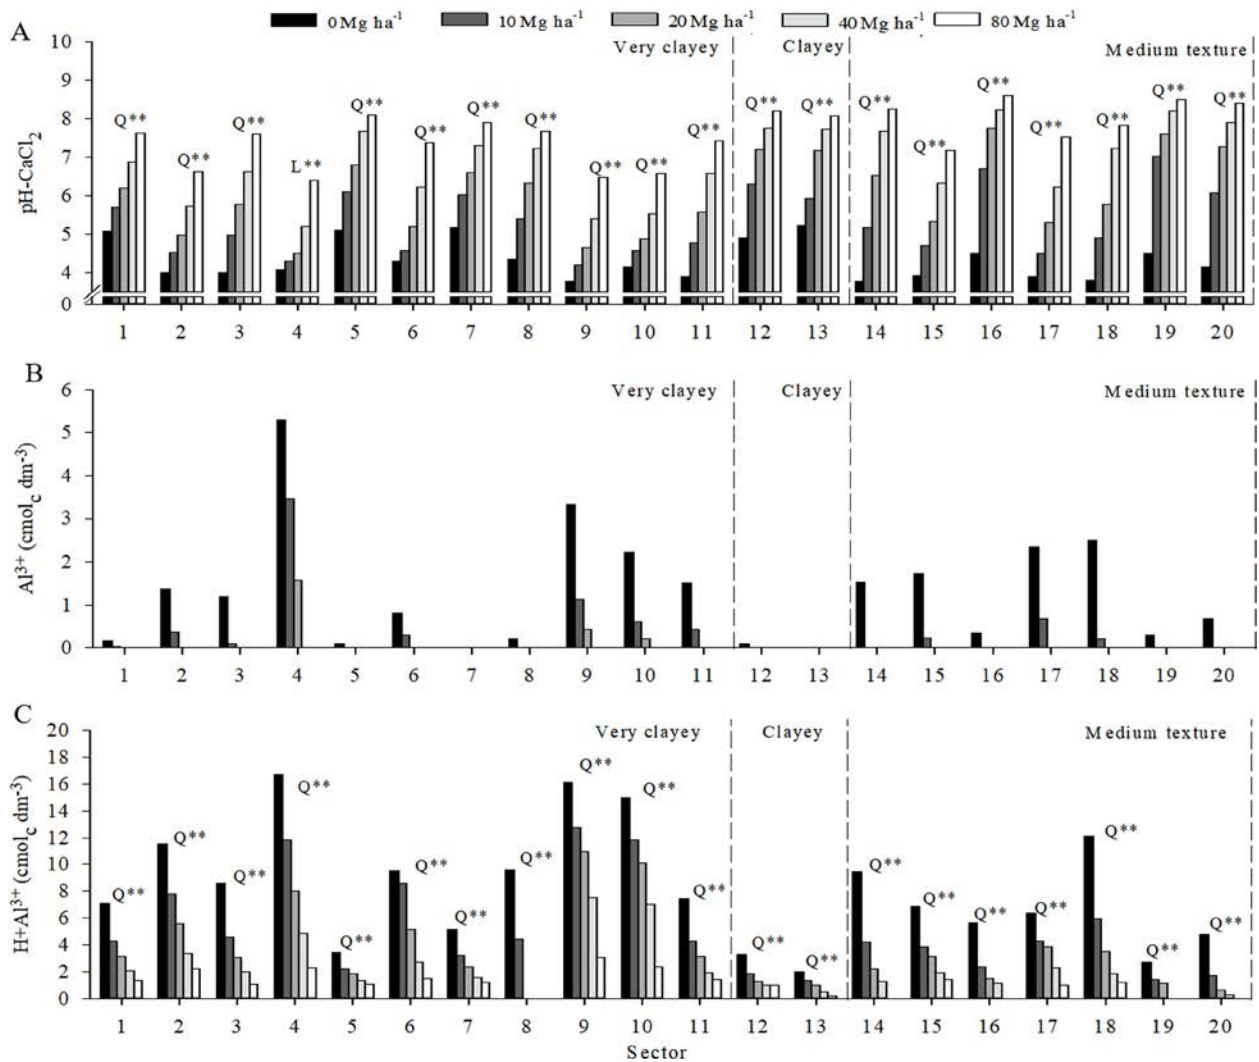 0 Mg ha⁻¹ 10 Mg ha⁻¹ 20 Mg ha⁻¹ 40 Mg ha⁻¹ 80 Mg ha⁻¹
A
Very clayey Clayey Medium texture
10
9
8
7
6
5
4
0
pH-CaCl₂
Q** Q** Q** L** Q** Q** Q** Q** Q** Q** Q** Q** Q** Q** Q** Q** Q** Q** Q** Q**
1 2 3 4 5 6 7 8 9 10 11 12 13 14 15 16 17 18 19 20
B
Very clayey Clayey Medium texture
6
5
4
3
2
1
0
Al³⁺ (cmol_c dm⁻³)
1 2 3 4 5 6 7 8 9 10 11 12 13 14 15 16 17 18 19 20
C
Very clayey Clayey Medium texture
20
18
16
14
12
10
8
6
4
2
0
H+Al³⁺ (cmol_c dm⁻³)
Q** Q** Q** Q** Q** Q** Q** Q** Q** Q** Q** Q** Q** Q** Q** Q** Q** Q** Q** Q**
1 2 3 4 5 6 7 8 9 10 11 12 13 14 15 16 17 18 19 20
Sector